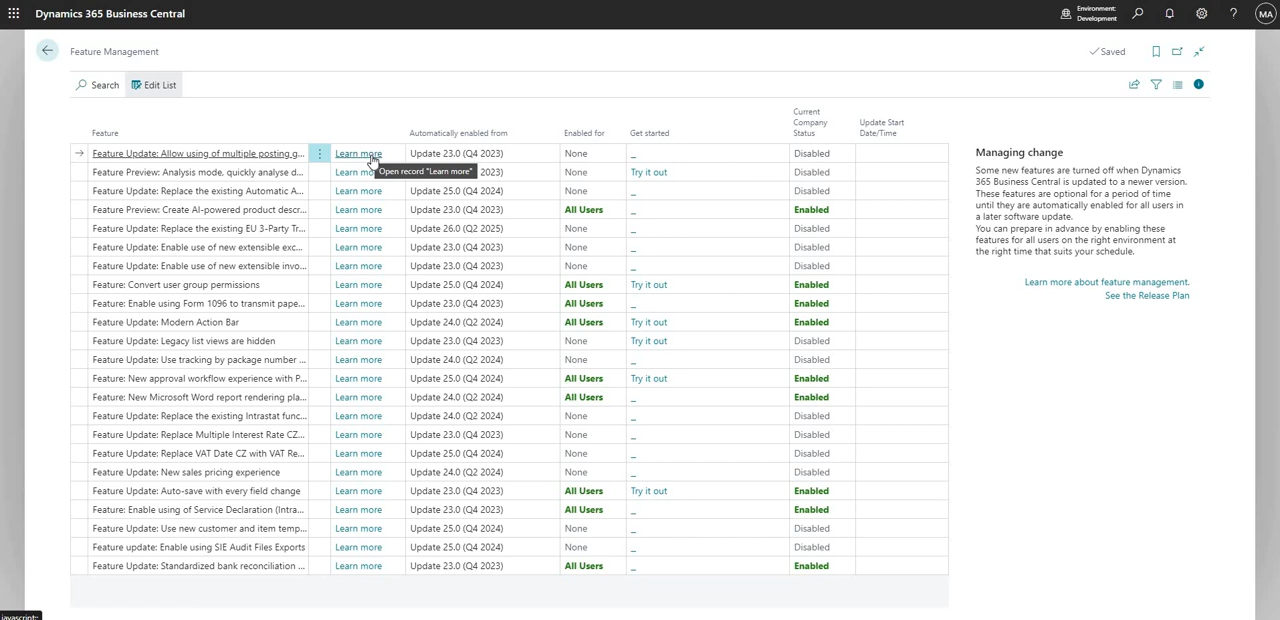 Dynamics 365 Business Central
Environment:
Development
?
MA
Feature Management
Saved
Search
Edit List
Feature
Automatically enabled from
Enabled for
Get started
Current
Company
Status
Update Start
Date/Time
Feature Update: Allow using of multiple posting g... Learn more Update 23.0 (Q4 2023) None _ Disabled
Open record "Learn more"
Feature Preview: Analysis mode, quickly analyse d... Learn 2023) None Try it out Disabled
Feature Update: Replace the existing Automatic A... Learn more Update 25.0 (Q4 2024) None _ Disabled
Feature Preview: Create AI-powered product descr... Learn more Update 23.0 (Q4 2023) All Users _ Enabled
Feature Update: Replace the existing EU 3-Party Tr... Learn more Update 26.0 (Q2 2025) None _ Disabled
Feature Update: Enable use of new extensible exc... Learn more Update 23.0 (Q4 2023) None _ Disabled
Feature Update: Enable use of new extensible invo... Learn more Update 23.0 (Q4 2023) None _ Disabled
Feature: Convert user group permissions Learn more Update 25.0 (Q4 2024) All Users Try it out Enabled
Feature: Enable using Form 1096 to transmit pape... Learn more Update 23.0 (Q4 2023) All Users _ Enabled
Feature Update: Modern Action Bar Learn more Update 24.0 (Q2 2024) All Users Try it out Enabled
Feature Update: Legacy list views are hidden Learn more Update 23.0 (Q4 2023) None Try it out Disabled
Feature Update: Use tracking by package number ... Learn more Update 24.0 (Q2 2024) None _ Disabled
Feature: New approval workflow experience with P... Learn more Update 25.0 (Q4 2024) All Users Try it out Enabled
Feature: New Microsoft Word report rendering pla... Learn more Update 24.0 (Q2 2024) All Users _ Enabled
Feature Update: Replace the existing Intrastat func... Learn more Update 24.0 (Q2 2024) None _ Disabled
Feature Update: Replace Multiple Interest Rate CZ... Learn more Update 23.0 (Q4 2023) None _ Disabled
Feature Update: Replace VAT Date CZ with VAT Re... Learn more Update 25.0 (Q4 2024) None _ Disabled
Feature Update: New sales pricing experience Learn more Update 24.0 (Q2 2024) None _ Disabled
Feature Update: Auto-save with every field change Learn more Update 23.0 (Q4 2023) All Users Try it out Enabled
Feature: Enable using of Service Declaration (Intra... Learn more Update 23.0 (Q4 2023) All Users _ Enabled
Feature Update: Use new customer and item temp... Learn more Update 25.0 (Q4 2024) None _ Disabled
Feature update: Enable using SIE Audit Files Exports Learn more Update 25.0 (Q4 2024) None _ Disabled
Feature Update: Standardized bank reconciliation ... Learn more Update 23.0 (Q4 2023) All Users _ Enabled
Managing change
Some new features are turned off when Dynamics
365 Business Central is updated to a newer version.
These features are optional for a period of time
until they are automatically enabled for all users in
a later software update.
You can prepare in advance by enabling these
features for all users on the right environment at
the right time that suits your schedule.
Learn more about feature management.
See the Release Plan
javascript:;